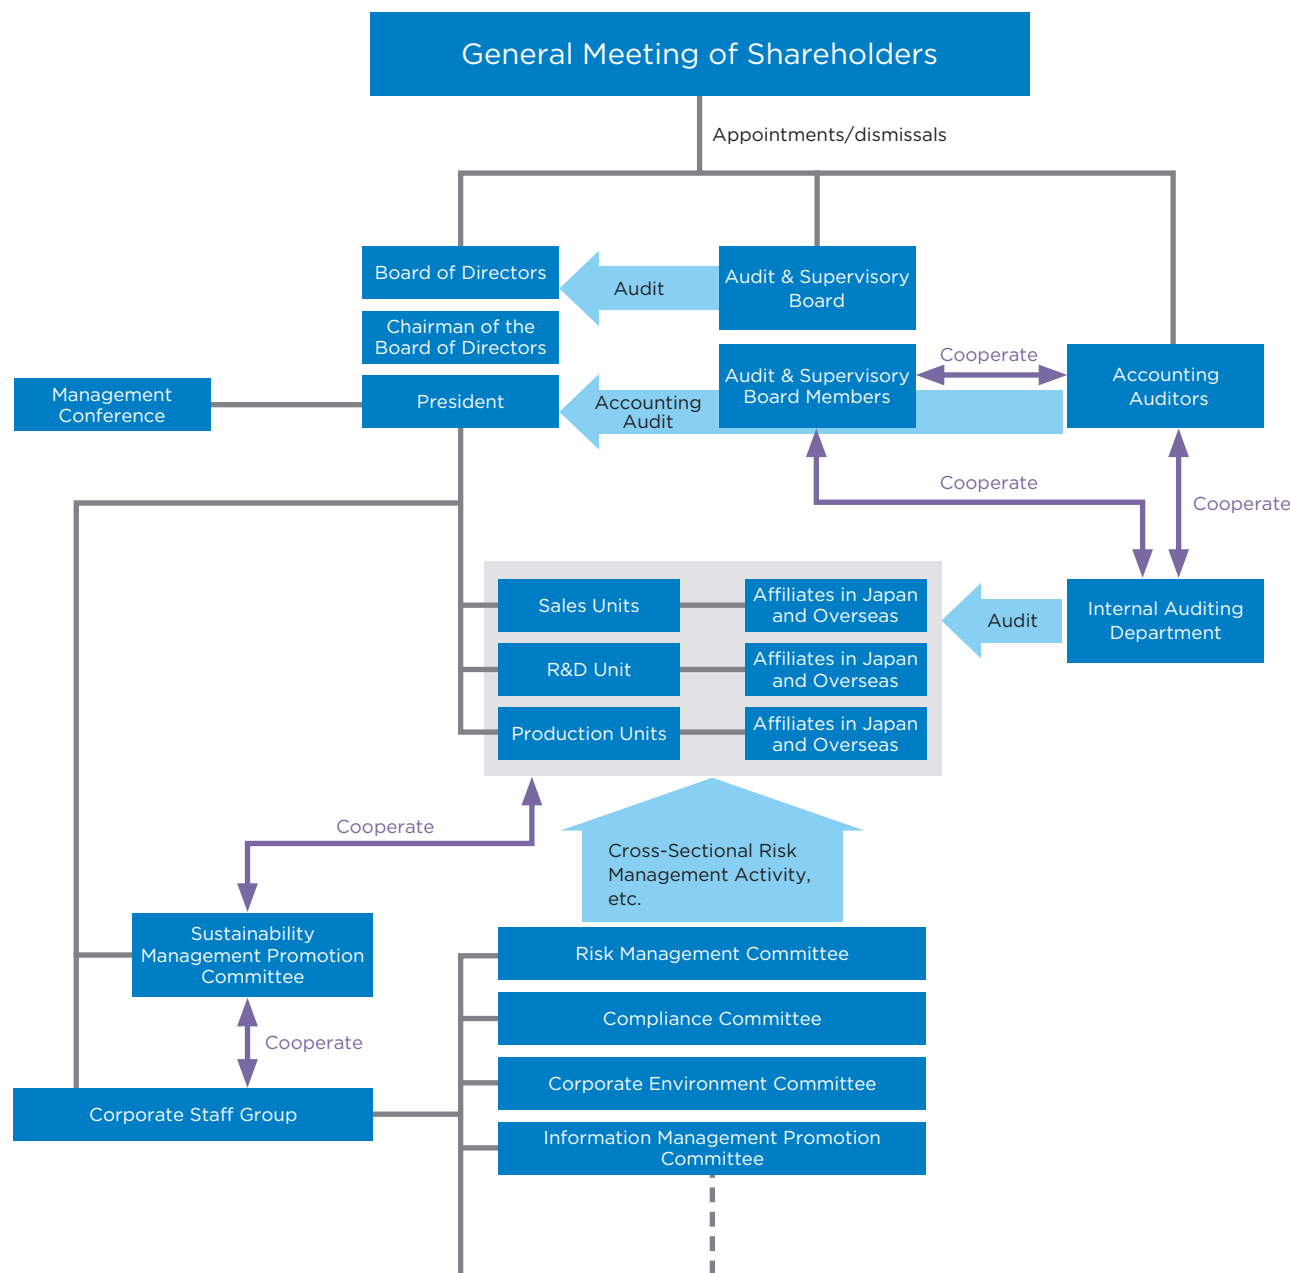 General Meeting of Shareholders
Appointments/dismissals
Board of Directors
Audit
Audit & Supervisory
Board
Chairman of the
Board of Directors
Management
Conference
President
Accounting
Audit
Audit & Supervisory
Board Members
Cooperate
Accounting
Auditors
Cooperate
Cooperate
Sales Units
Affiliates in Japan
and Overseas
Audit
Internal Auditing
Department
R&D Unit
Affiliates in Japan
and Overseas
Production Units
Affiliates in Japan
and Overseas
Cooperate
Cross-Sectional Risk
Management Activity,
etc.
Sustainability
Management Promotion
Committee
Risk Management Committee
Compliance Committee
Cooperate
Corporate Environment Committee
Corporate Staff Group
Information Management Promotion
Committee